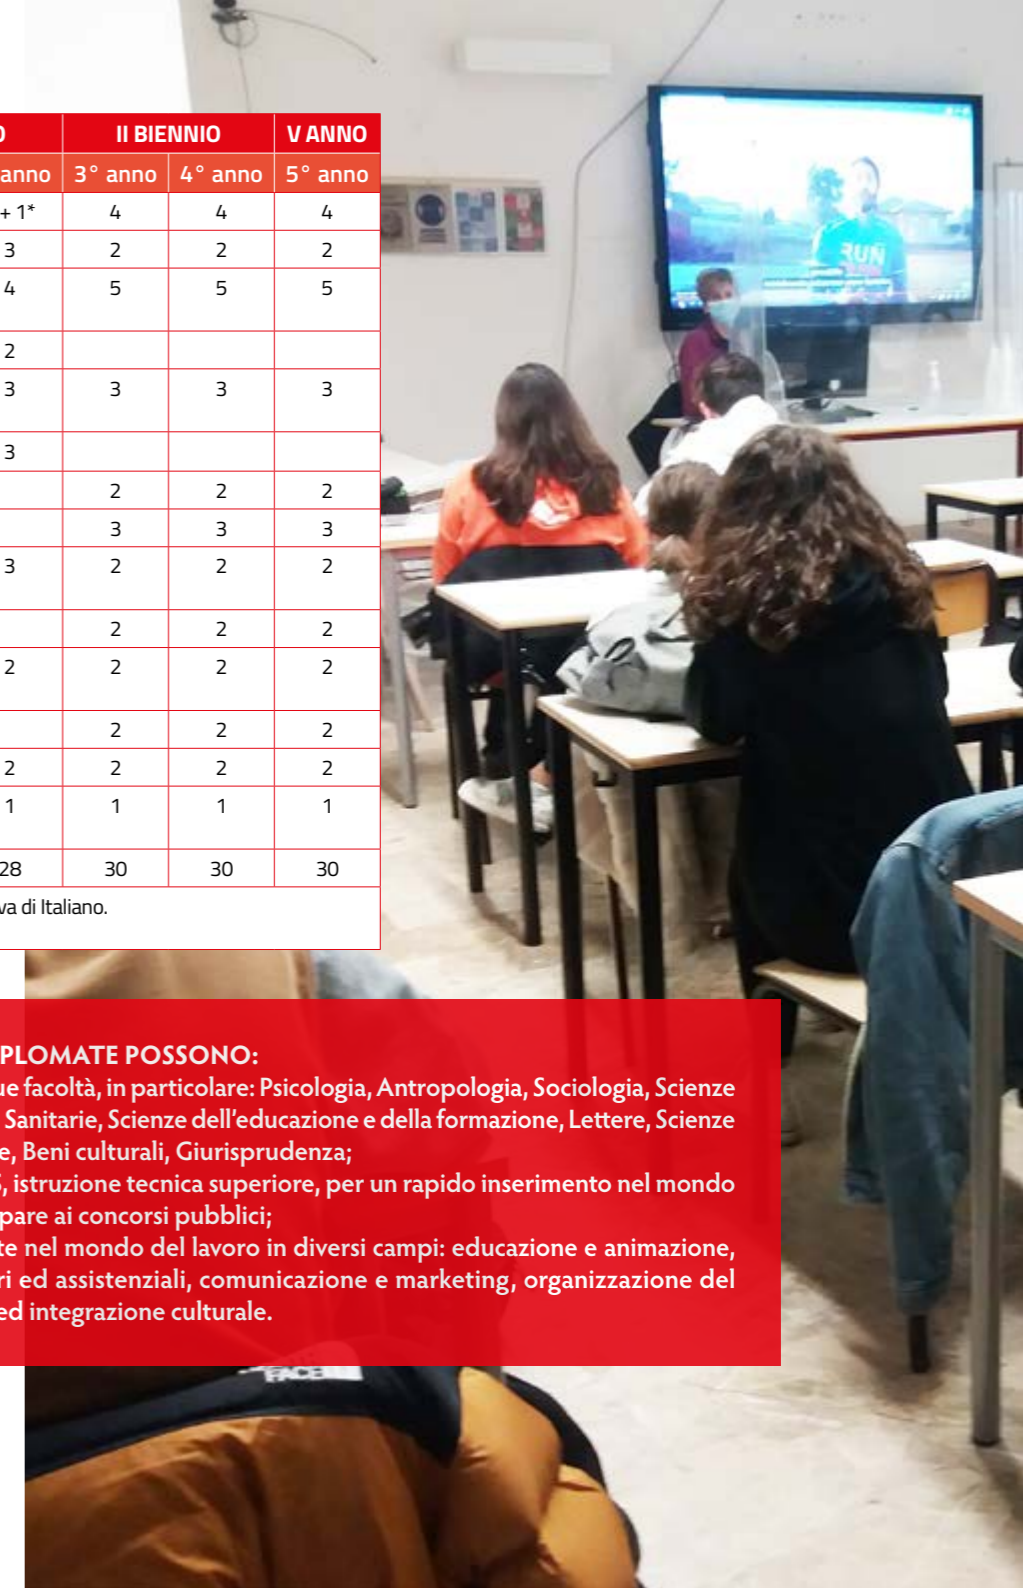 O II BIENNIO V ANNO
anno 3° anno 4° anno 5° anno
+ 1* 4 4 4
3 2 2 2
4 5 5 5
2
3 3 3 3
3
2 2 2
3 3 3
3 2 2 2
2 2 2
2 2 2 2
2 2 2
2 2 2 2
1 1 1 1
28 30 30 30
va di Italiano.
RUN
PLOMATE POSSONO:
ue facoltà, in particolare: Psicologia, Antropologia, Sociologia, Scienze
Sanitarie, Scienze dell'educazione e della formazione, Lettere, Scienze
e, Beni culturali, Giurisprudenza;
, istruzione tecnica superiore, per un rapido inserimento nel mondo
pare ai concorsi pubblici;
te nel mondo del lavoro in diversi campi: educazione e animazione,
ri ed assistenziali, comunicazione e marketing, organizzazione del
ed integrazione culturale.
FACE